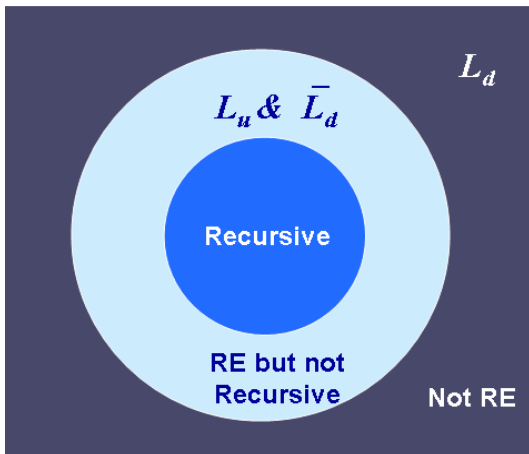 L_d
L_u & L̄_d
Recursive
RE but not
Recursive
Not RE